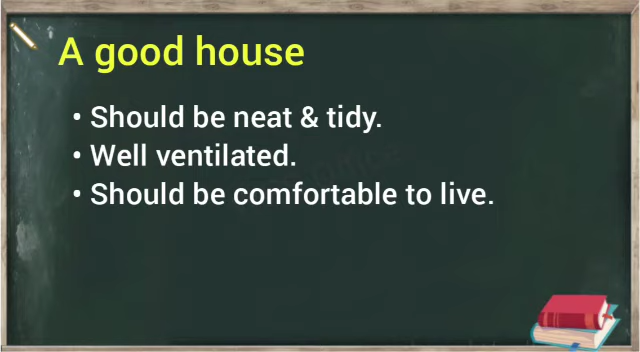 A good house
• Should be neat & tidy.
• Well ventilated.
• Should be comfortable to live.